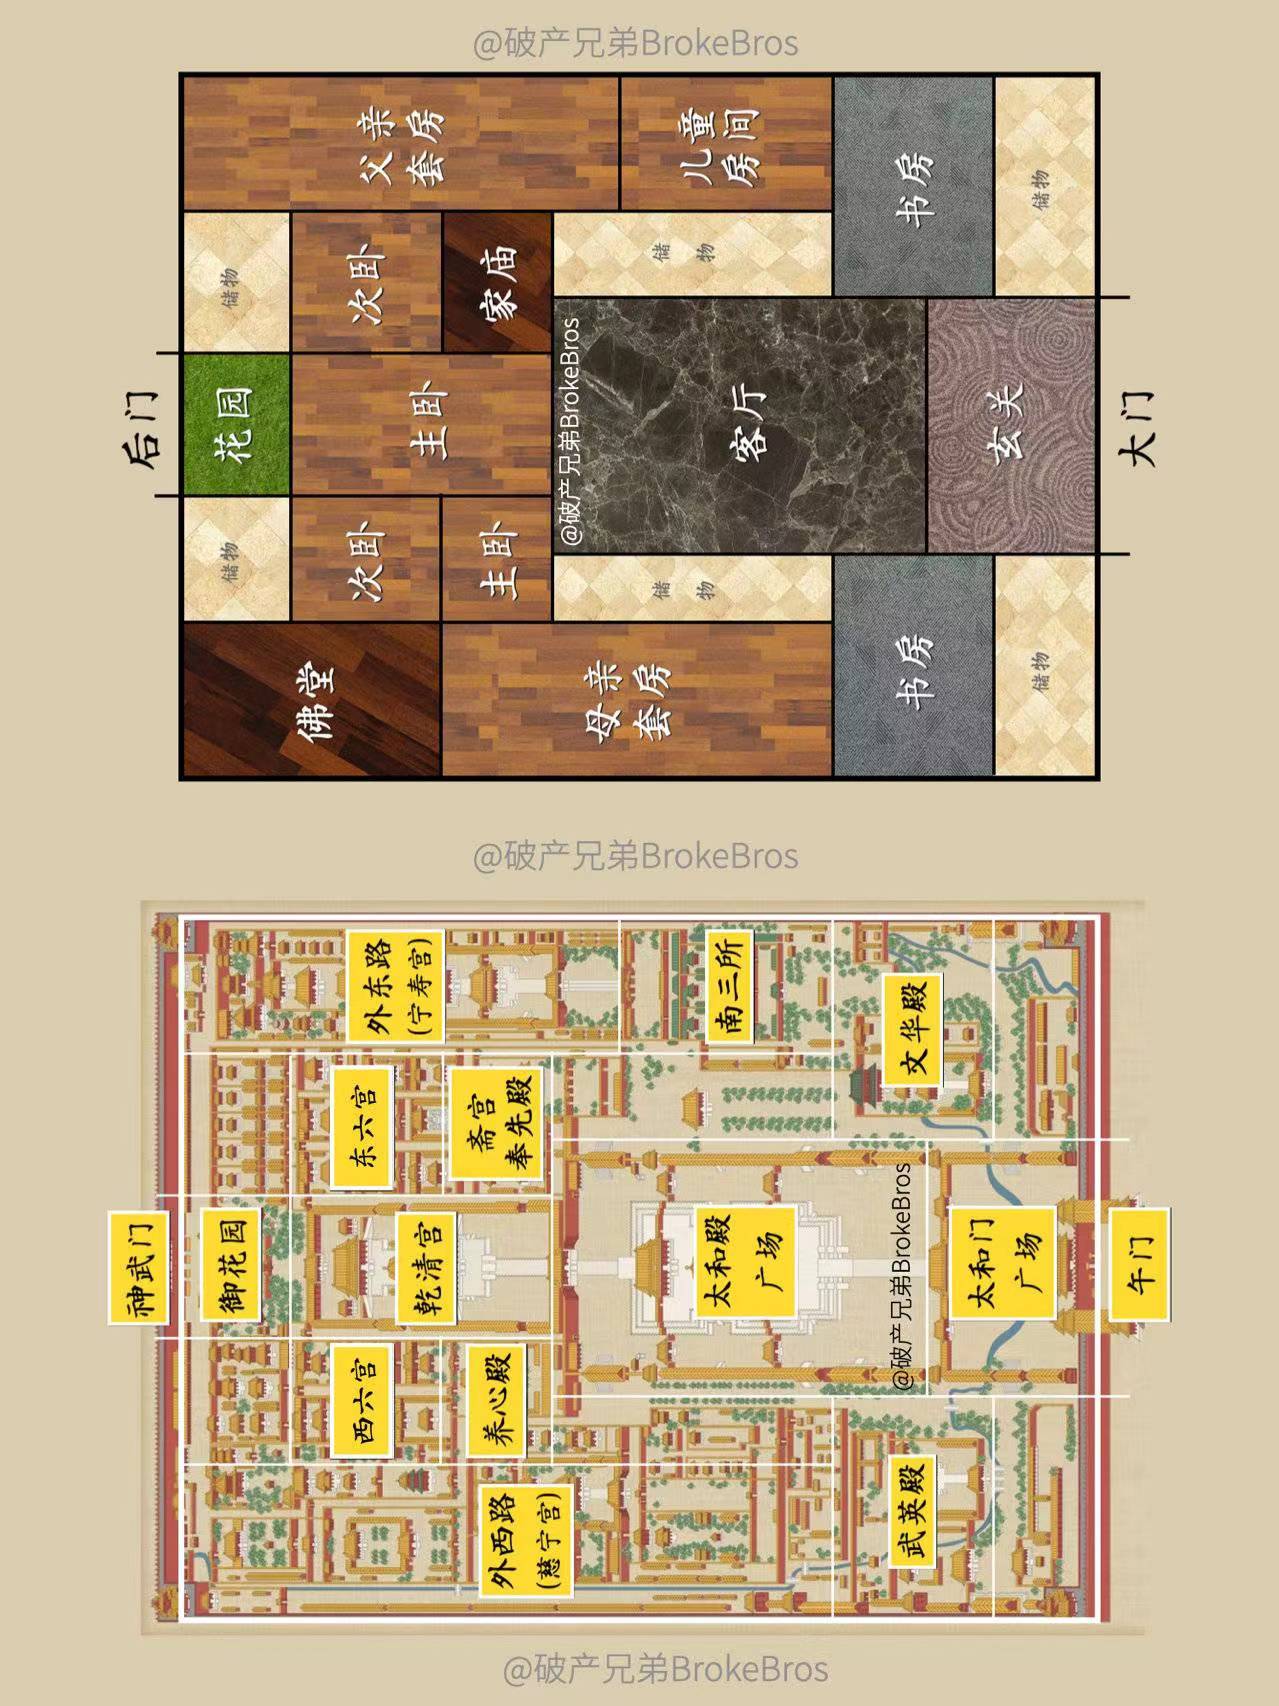 @破产兄弟BrokeBros
父亲
套房
儿童
房间
书房
储物
储物
次卧
家庙
储物
后门
花园
主卧
@破产兄弟BrokeBros
客厅
玄关
大门
储物
次卧
主卧
储物
佛堂
母亲
套房
书房
储物
@破产兄弟BrokeBros
外东路
(宁寿宫)
南三所
文华殿
东六宫
斋宫
奉先殿
神武门
御花园
乾清宫
太和殿
广场
@破产兄弟BrokeBros
太和门
广场
午门
西六宫
养心殿
外西路
(慈宁宫)
武英殿
@破产兄弟BrokeBros